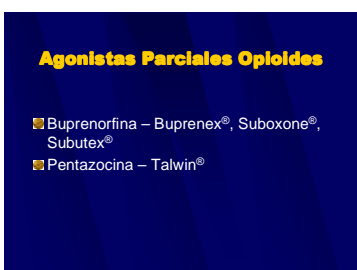 Agonistas Parciales Opioides
Buprenorfina – Buprenex®, Suboxone®,
Subutex®
Pentazocina – Talwin®